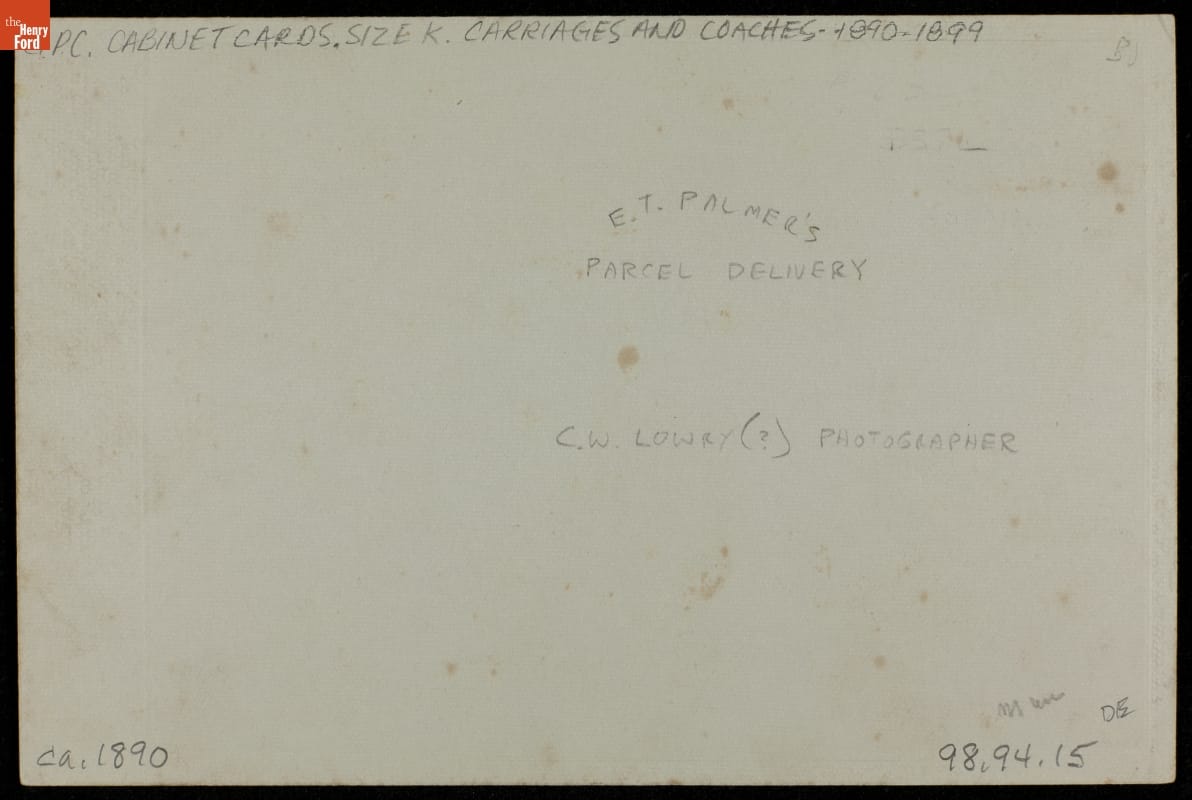 the
Henry
Ford
P.C. CABINET CARDS. SIZE K. CARRIAGES AND COACHES - 1890-1899
B)
E.T. PALMER'S
PARCEL DELIVERY
C.W. LOWRY (?) PHOTOGRAPHER
DE
ca. 1890
98.94.15